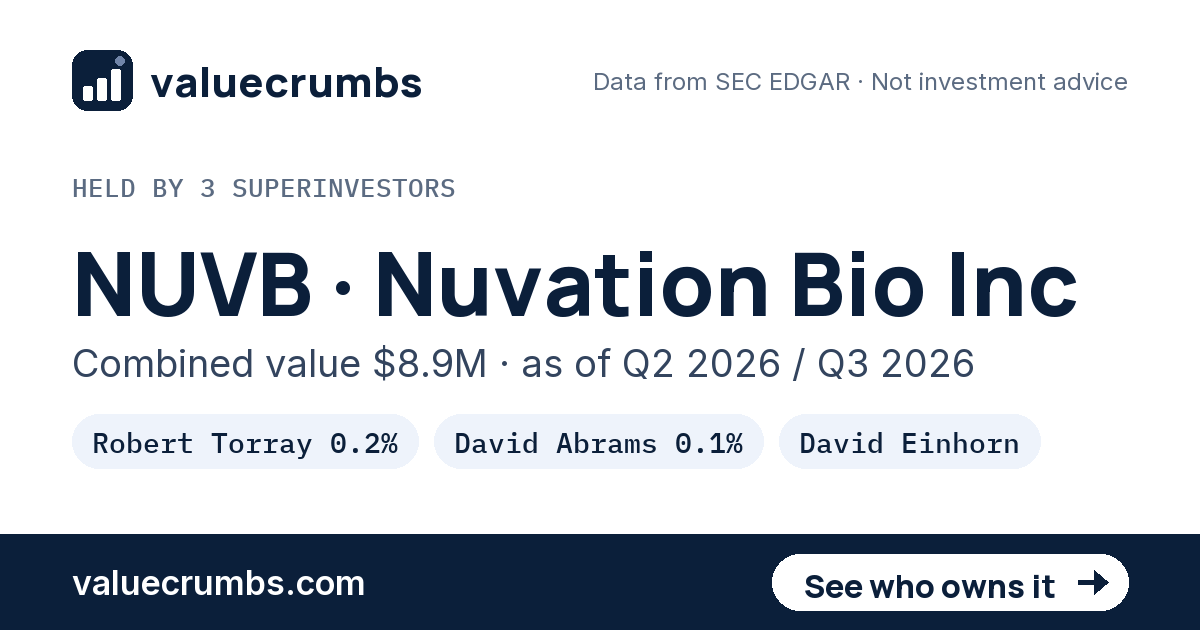 valuecrumbs
Data from SEC EDGAR · Not investment advice
HELD BY 3 SUPERINVESTORS
NUVB · Nuvation Bio Inc
Combined value $8.9M · as of Q2 2026 / Q3 2026
Robert Torray 0.2% David Abrams 0.1% David Einhorn
valuecrumbs.com
See who owns it →